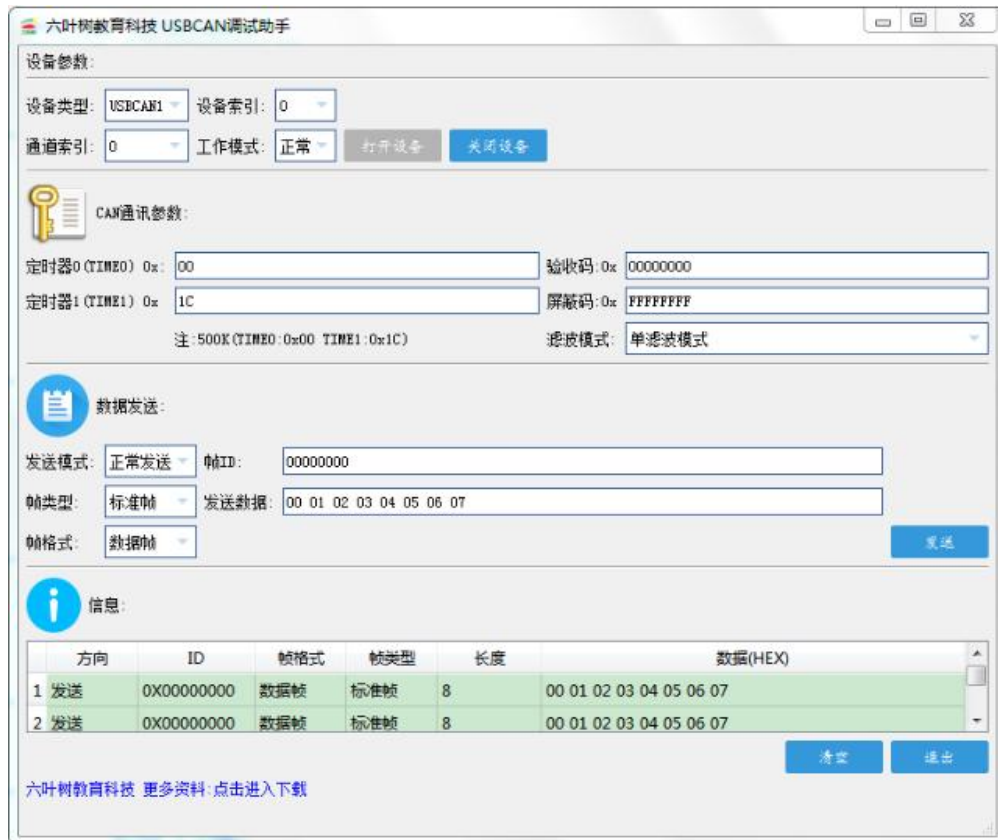 六叶树教育科技 USBCAN调试助手
设备参数:
设备类型: USBCAN1 设备索引: 0
通道索引: 0 工作模式: 正常 打开设备 关闭设备
CAN通讯参数:
定时器0(TIME0) 0x: 00 验收码:0x 00000000
定时器1(TIME1) 0x 1C 屏蔽码:0x FFFFFFFF
注:500K(TIME0:0x00 TIME1:0x1C) 滤波模式: 单滤波模式
数据发送:
发送模式: 正常发送 帧ID: 00000000
帧类型: 标准帧 发送数据: 00 01 02 03 04 05 06 07
帧格式: 数据帧 发送
信息:
方向 ID 帧格式 帧类型 长度 数据(HEX)
1 发送 0X00000000 数据帧 标准帧 8 00 01 02 03 04 05 06 07
2 发送 0X00000000 数据帧 标准帧 8 00 01 02 03 04 05 06 07
清空 退出
六叶树教育科技 更多资料:点击进入下载